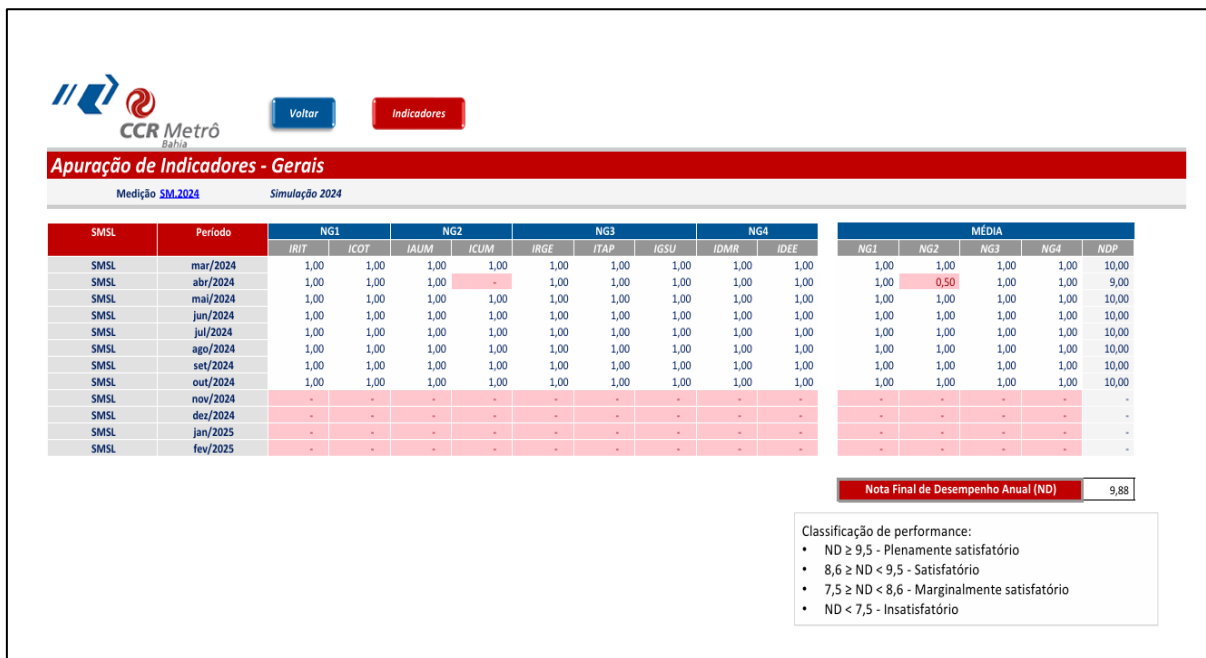 CCR Metrô
Bahia
Voltar
Indicadores
Apuração de Indicadores - Gerais
Medição SM.2024 Simulação 2024
SMSL Período NG1 NG2 NG3 NG4 MÉDIA
IRIT ICOT IAUM ICUM IRGE ITAP IGSU IDMR IDEE NG1 NG2 NG3 NG4 NDP
SMSL mar/2024 1,00 1,00 1,00 1,00 1,00 1,00 1,00 1,00 1,00 1,00 1,00 1,00 1,00 10,00
SMSL abr/2024 1,00 1,00 1,00 - 1,00 1,00 1,00 1,00 1,00 1,00 0,50 1,00 1,00 9,00
SMSL mai/2024 1,00 1,00 1,00 1,00 1,00 1,00 1,00 1,00 1,00 1,00 1,00 1,00 1,00 10,00
SMSL jun/2024 1,00 1,00 1,00 1,00 1,00 1,00 1,00 1,00 1,00 1,00 1,00 1,00 1,00 10,00
SMSL jul/2024 1,00 1,00 1,00 1,00 1,00 1,00 1,00 1,00 1,00 1,00 1,00 1,00 1,00 10,00
SMSL ago/2024 1,00 1,00 1,00 1,00 1,00 1,00 1,00 1,00 1,00 1,00 1,00 1,00 1,00 10,00
SMSL set/2024 1,00 1,00 1,00 1,00 1,00 1,00 1,00 1,00 1,00 1,00 1,00 1,00 1,00 10,00
SMSL out/2024 1,00 1,00 1,00 1,00 1,00 1,00 1,00 1,00 1,00 1,00 1,00 1,00 1,00 10,00
SMSL nov/2024 - - - - - - - - - - - - - -
SMSL dez/2024 - - - - - - - - - - - - - -
SMSL jan/2025 - - - - - - - - - - - - - -
SMSL fev/2025 - - - - - - - - - - - - - -
Nota Final de Desempenho Anual (ND) 9,88
Classificação de performance:
• ND ≥ 9,5 - Plenamente satisfatório
• 8,6 ≥ ND < 9,5 - Satisfatório
• 7,5 ≥ ND < 8,6 - Marginalmente satisfatório
• ND < 7,5 - Insatisfatório